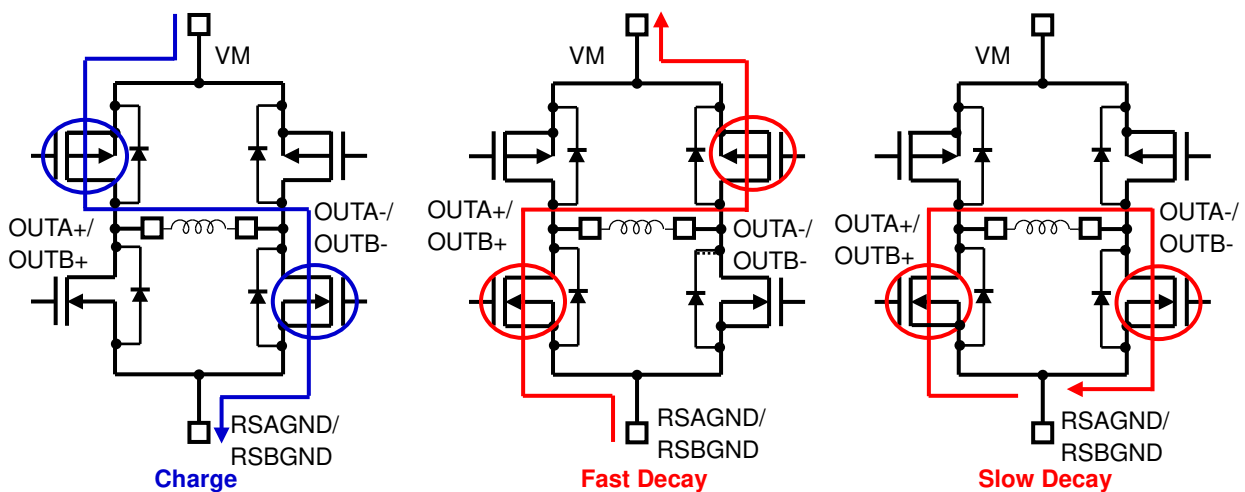 VM
OUTA+/
OUTB+
OUTA-/
OUTB-
RSAGND/
RSBGND
Charge
VM
OUTA+/
OUTB+
OUTA-/
OUTB-
RSAGND/
RSBGND
Fast Decay
VM
OUTA+/
OUTB+
OUTA-/
OUTB-
RSAGND/
RSBGND
Slow Decay